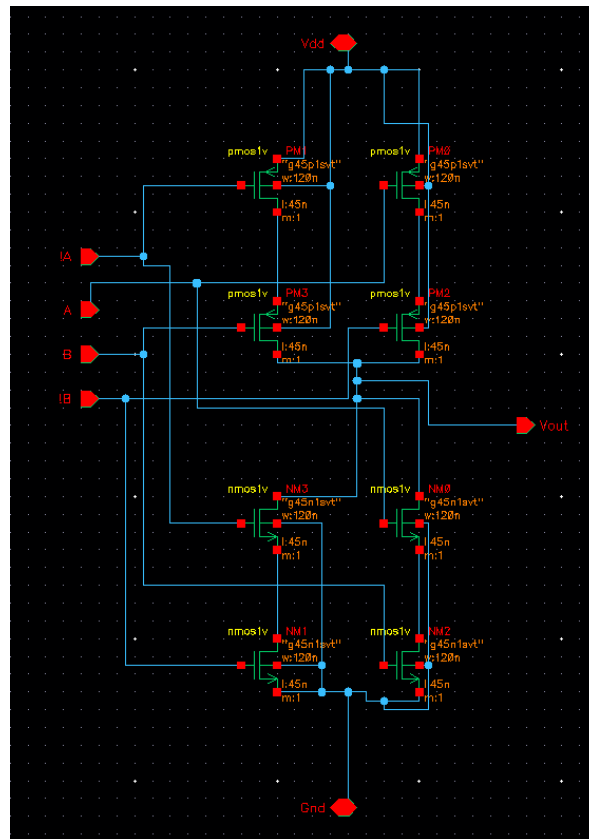 Vdd
pmos1v PM1
"g45p1svt"
w:120n
l:45n
m:1
pmos1v PM0
"g45p1svt"
w:120n
l:45n
m:1
!A
A
pmos1v PM3
"g45p1svt"
w:120n
l:45n
m:1
pmos1v PM2
"g45p1svt"
w:120n
l:45n
m:1
B
!B
Vout
nmos1v NM3
"g45n1svt"
w:120n
l:45n
m:1
nmos1v NM0
"g45n1svt"
w:120n
l:45n
m:1
nmos1v NM1
"g45n1svt"
w:120n
l:45n
m:1
nmos1v NM2
"g45n1svt"
w:120n
l:45n
m:1
Gnd